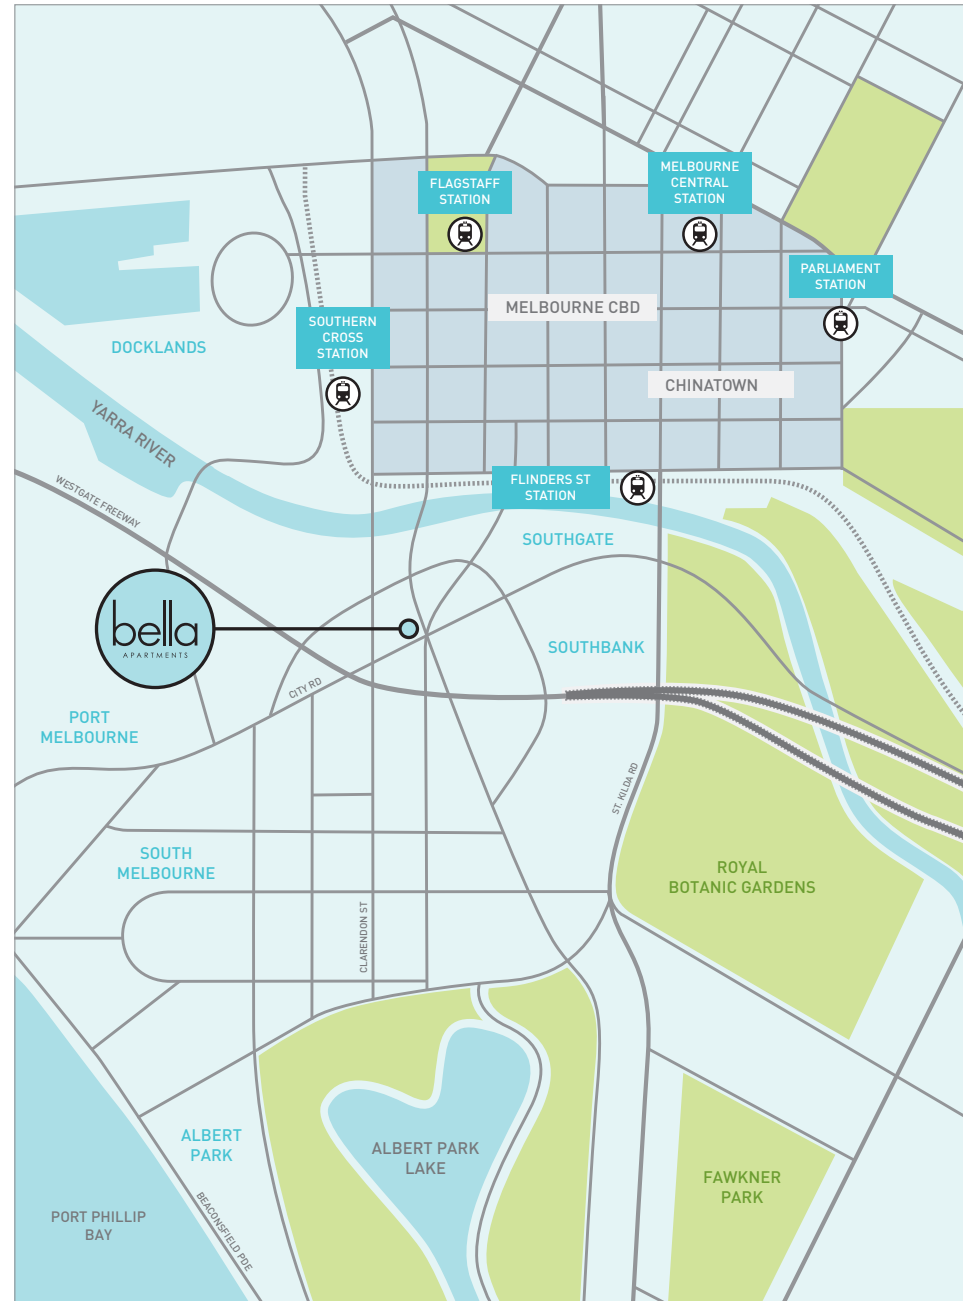 FLAGSTAFF
STATION
MELBOURNE
CENTRAL
STATION
PARLIAMENT
STATION
MELBOURNE CBD
SOUTHERN
CROSS
STATION
DOCKLANDS
CHINATOWN
YARRA RIVER
WESTGATE FREEWAY
FLINDERS ST
STATION
SOUTHGATE
bella
APARTMENTS
SOUTHBANK
CITY RD
PORT
MELBOURNE
ST. KILDA RD
SOUTH
MELBOURNE
ROYAL
BOTANIC GARDENS
CLARENDON ST
ALBERT
PARK
ALBERT PARK
LAKE
FAWKNER
PARK
BEACONSFIELD PDE
PORT PHILLIP
BAY